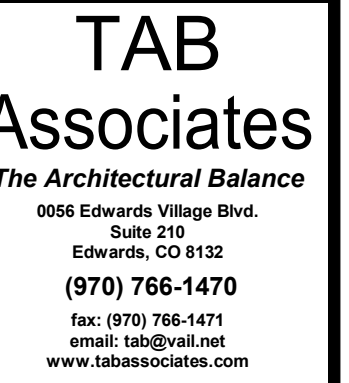 TAB
Associates
The Architectural Balance
0056 Edwards Village Blvd.
Suite 210
Edwards, CO 8132
(970) 766-1470
fax: (970) 766-1471
email: tab@vail.net
www.tabassociates.com